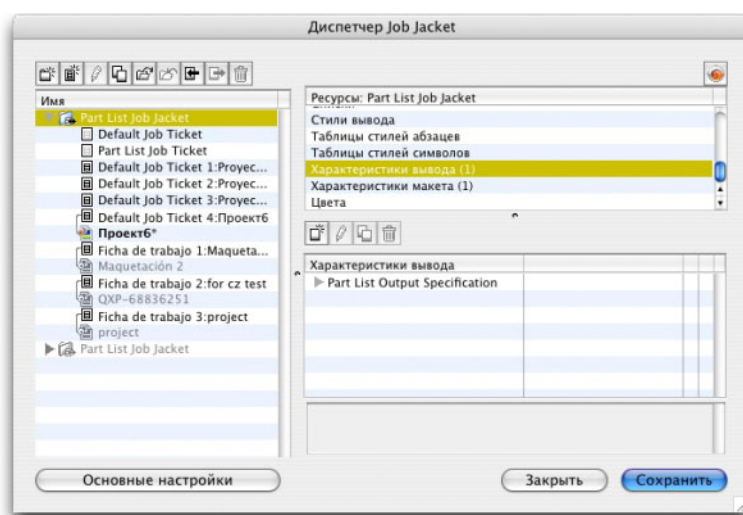 Диспетчер Job Jacket
Имя
Part List Job Jacket
Default Job Ticket
Part List Job Ticket
Default Job Ticket 1:Proyec...
Default Job Ticket 2:Proyec...
Default Job Ticket 3:Proyec...
Default Job Ticket 4:Проект6
Проект6*
Ficha de trabajo 1:Maqueta...
Maquetación 2
Ficha de trabajo 2:for cz test
QXP-68836251
Ficha de trabajo 3:project
project
Part List Job Jacket
Ресурсы: Part List Job Jacket
Стили вывода
Таблицы стилей абзацев
Таблицы стилей символов
Характеристики вывода (1)
Характеристики макета (1)
Цвета
Характеристики вывода
Part List Output Specification
Основные настройки
Закрыть
Сохранить